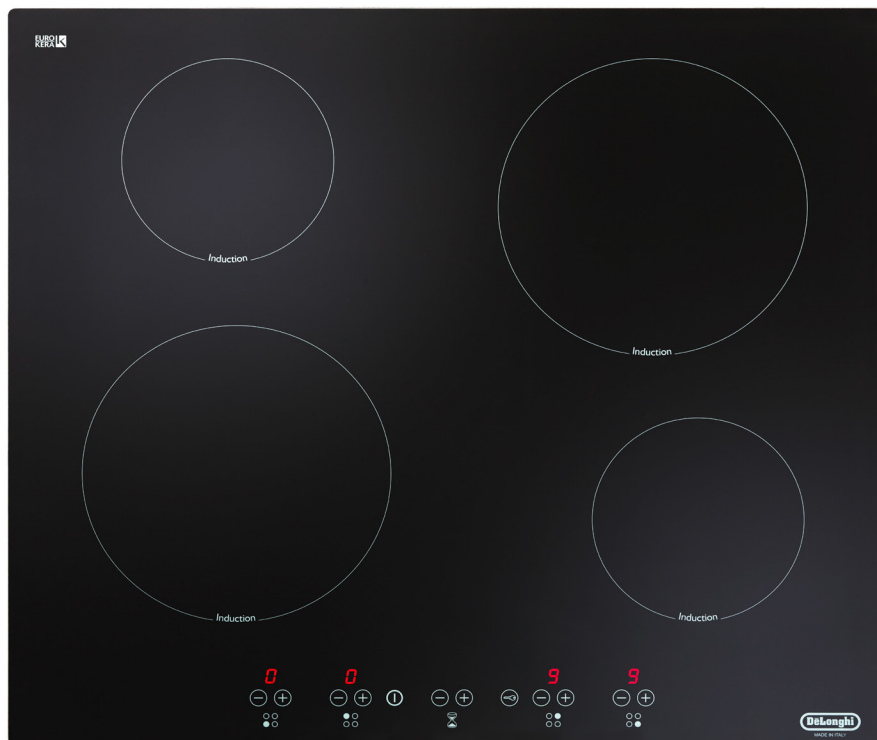 EURO
KERA
Induction
Induction
Induction
Induction
0 0 9 9
DeLonghi
MADE IN ITALY